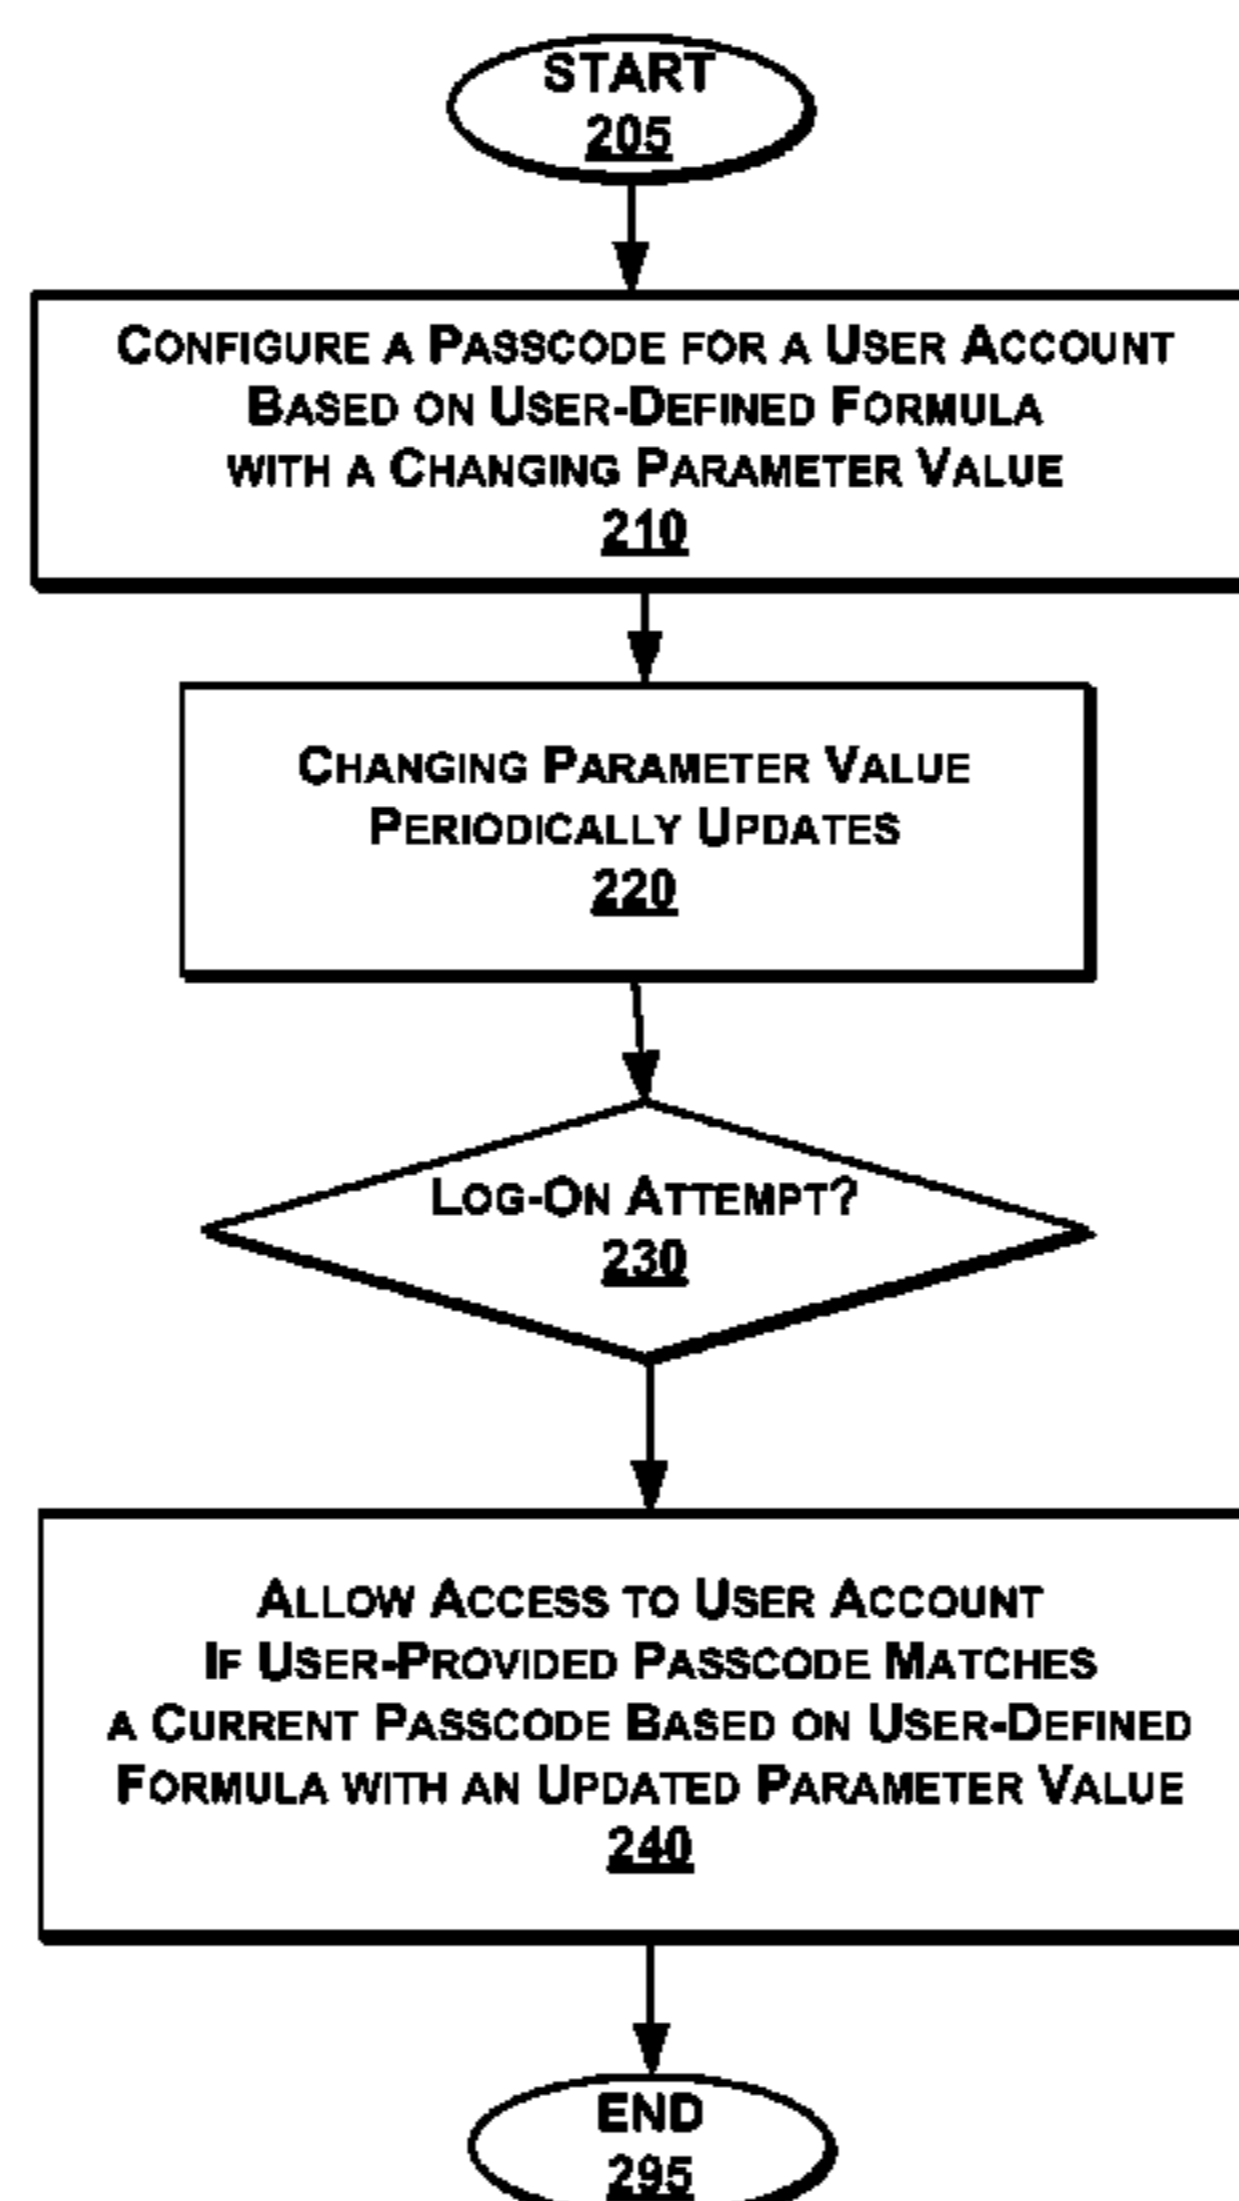 START
205
CONFIGURE A PASSCODE FOR A USER ACCOUNT
BASED ON USER-DEFINED FORMULA
WITH A CHANGING PARAMETER VALUE
210
CHANGING PARAMETER VALUE
PERIODICALLY UPDATES
220
LOG-ON ATTEMPT?
230
ALLOW ACCESS TO USER ACCOUNT
IF USER-PROVIDED PASSCODE MATCHES
A CURRENT PASSCODE BASED ON USER-DEFINED
FORMULA WITH AN UPDATED PARAMETER VALUE
240
END
295